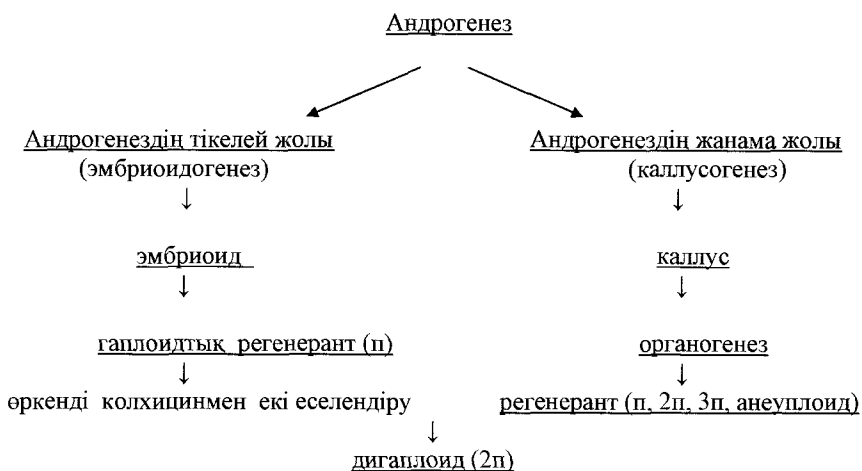 Андрогенез
Андрогенездің тікелей жолы Андрогенездің жанама жолы
(эмбриоидогенез) (каллусогенез)
↓ ↓
эмбриоид каллус
↓ ↓
гаплоидтық регенерант (п) органогенез
↓ ↓
өркенді колхицинмен екі еселендіру регенерант (п, 2п, 3п, анеуплоид)
↓
дигаплоид (2п)